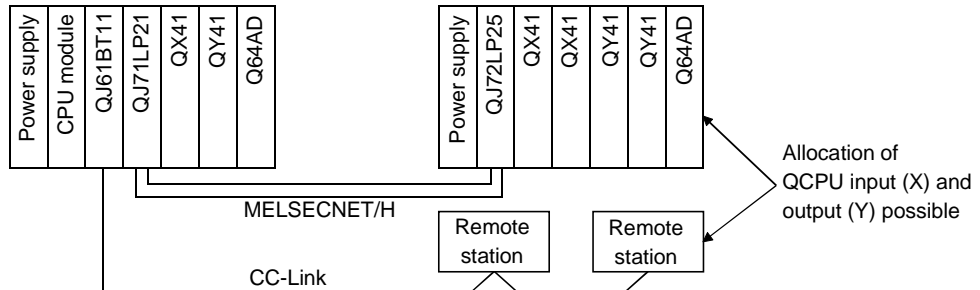 Power supply
CPU module
QJ61BT11
QJ71LP21
QX41
QY41
Q64AD
Power supply
QJ72LP25
QX41
QX41
QY41
QY41
Q64AD
Allocation of
QCPU input (X) and
output (Y) possible
MELSECNET/H
Remote
station
Remote
station
CC-Link